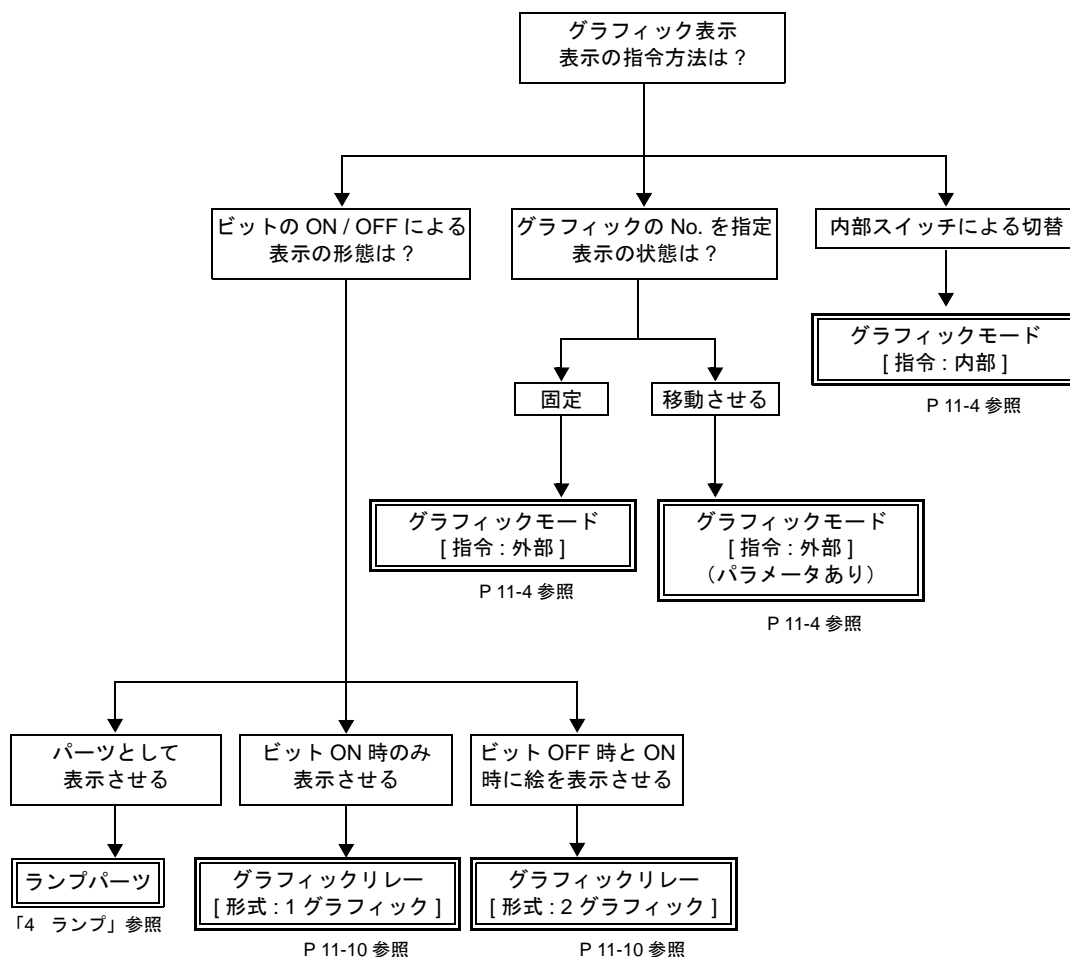 グラフィック表示
表示の指令方法は？
ビットの ON / OFF による
表示の形態は？
グラフィックの No. を指定
表示の状態は？
内部スイッチによる切替
グラフィックモード
[ 指令 : 内部 ]
P 11-4 参照
固定
移動させる
グラフィックモード
[ 指令 : 外部 ]
P 11-4 参照
グラフィックモード
[ 指令 : 外部 ]
（パラメータあり）
P 11-4 参照
パーツとして
表示させる
ビット ON 時のみ
表示させる
ビット OFF 時と ON
時に絵を表示させる
ランプパーツ
「4　ランプ」参照
グラフィックリレー
[ 形式 : 1 グラフィック ]
P 11-10 参照
グラフィックリレー
[ 形式 : 2 グラフィック ]
P 11-10 参照